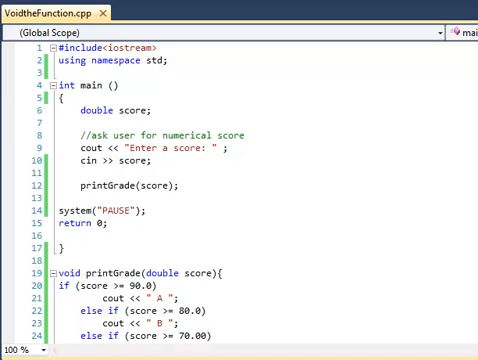 VoidtheFunction.cpp ×
(Global Scope) mai
1 #include<iostream>
2 using namespace std;
3
4 int main ()
5 {
6 double score;
7
8 //ask user for numerical score
9 cout << "Enter a score: " ;
10 cin >> score;
11
12 printGrade(score);
13
14 system("PAUSE");
15 return 0;
16
17 }
18
19 void printGrade(double score){
20 if (score >= 90.0)
21 cout << " A ";
22 else if (score >= 80.0)
23 cout << " B ";
24 else if (score >= 70.00)
100 %